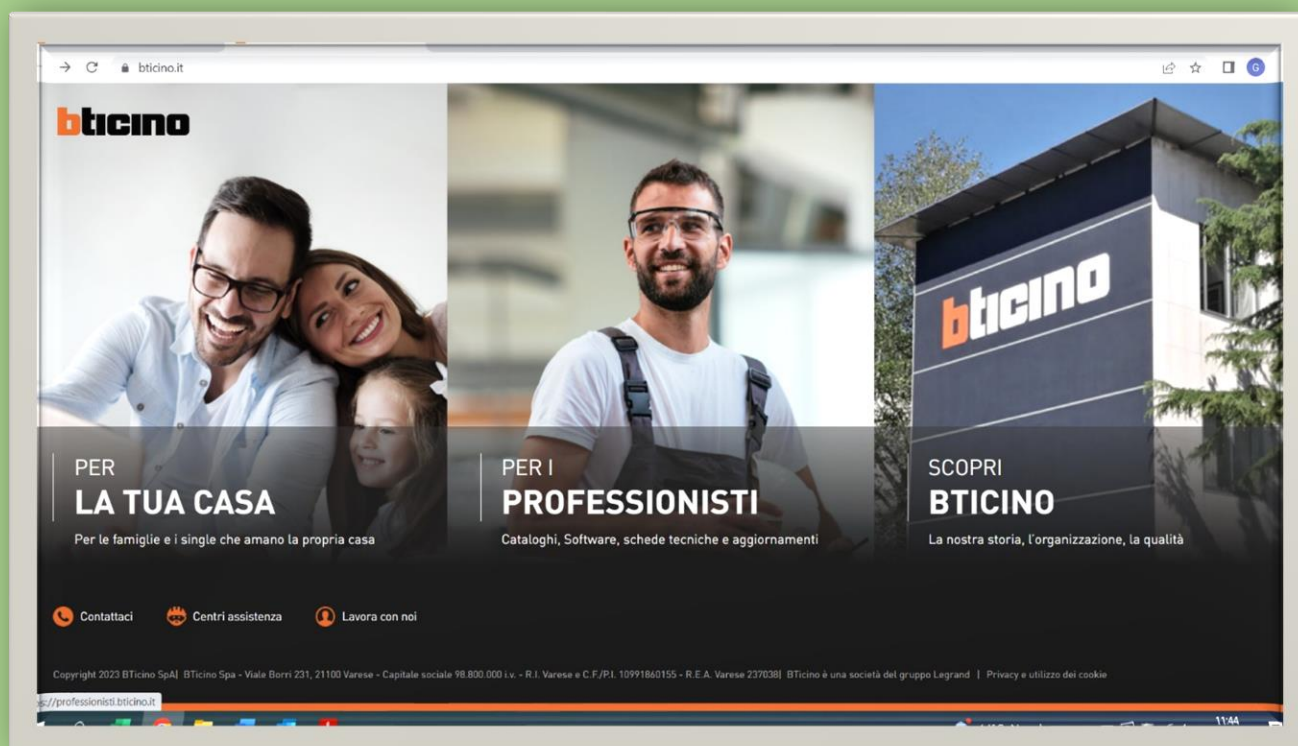 bticino.it
G
bticino
bticino
PER
LA TUA CASA
Per le famiglie e i single che amano la propria casa
PER I
PROFESSIONISTI
Cataloghi, Software, schede tecniche e aggiornamenti
SCOPRI
BTICINO
La nostra storia, l'organizzazione, la qualità
Contattaci
Centri assistenza
Lavora con noi
Copyright 2023 BTicino SpA| BTicino Spa - Viale Borri 231, 21100 Varese - Capitale sociale 98.800.000 i.v. - R.I. Varese e C.F./P.I. 10991860155 - R.E.A. Varese 237038| BTicino è una società del gruppo Legrand | Privacy e utilizzo dei cookie
s://professionisti.bticino.it
11:44